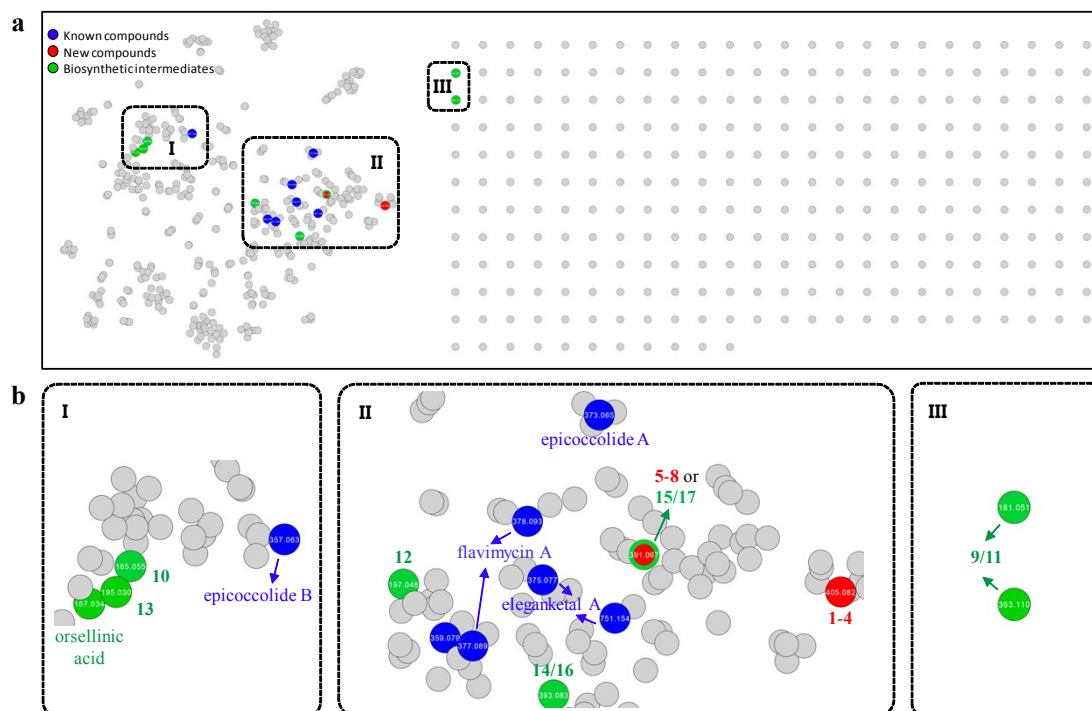 a
Known compounds
New compounds
Biosynthetic intermediates
I
II
III
b
I
165.055
10
195.030
13
167.034
orsellinic
acid
357.063
epicoccolide B
II
373.065
epicoccolide A
5-8 or
15/17
378.093
391.067
flavimycin A
12
197.046
375.077
eleganketal A
751.154
405.082
1-4
359.079
377.089
14/16
393.083
III
181.051
9/11
363.110